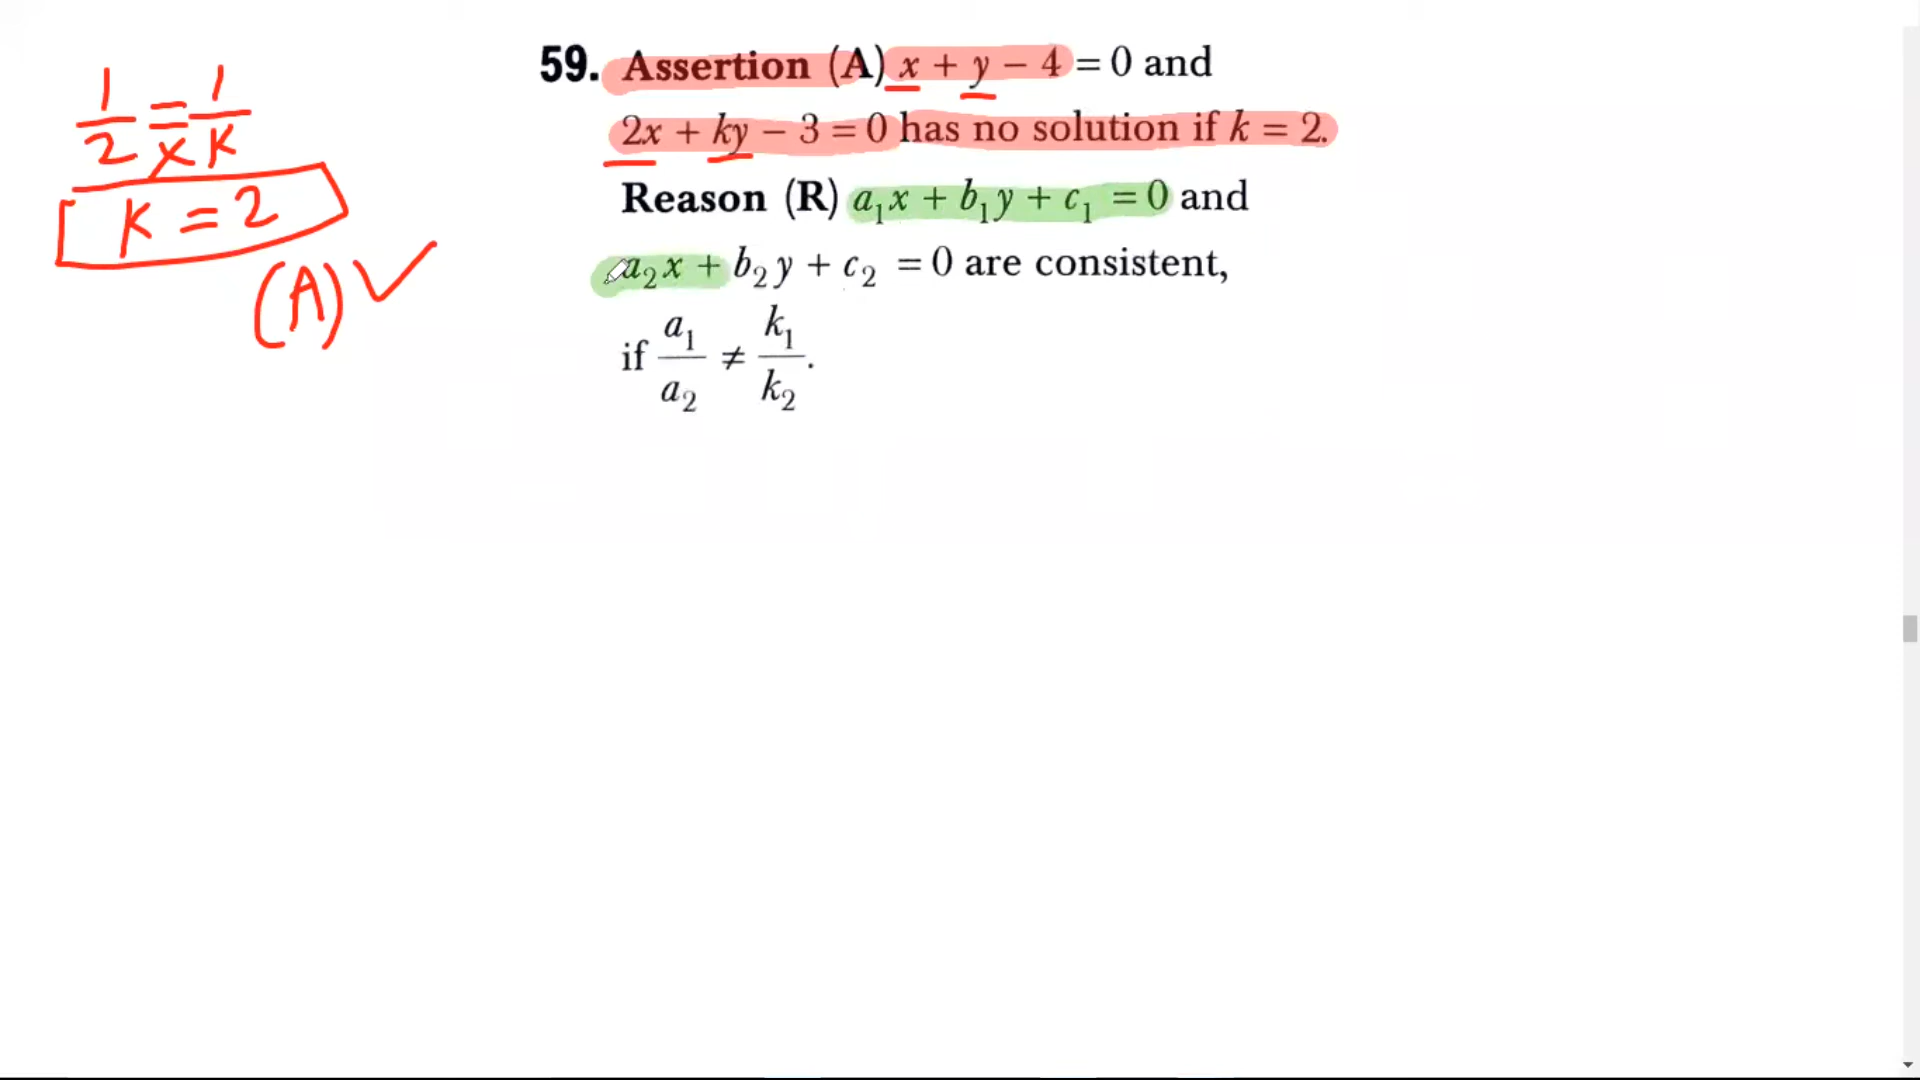 59. Assertion (A) x + y − 4 = 0 and
2x + ky − 3 = 0 has no solution if k = 2.
Reason (R) a₁x + b₁y + c₁ = 0 and
a₂x + b₂y + c₂ = 0 are consistent,
if a₁/a₂ ≠ k₁/k₂.
1/2 = 1/K
K = 2
(A) ✓